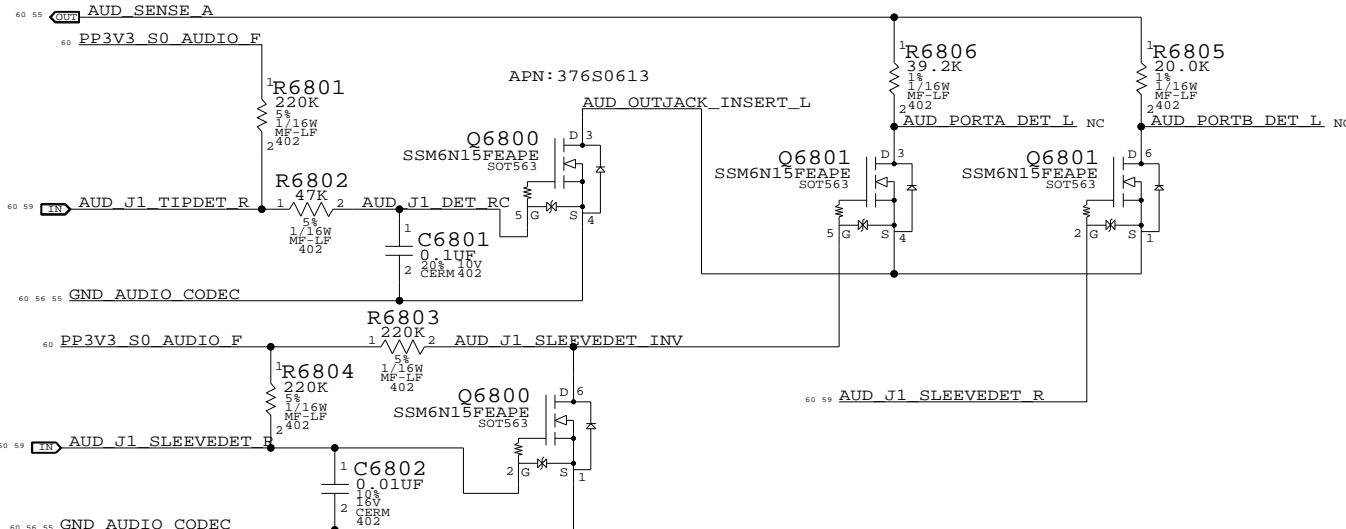 60 55 OUT AUD_SENSE_A
60 PP3V3_S0_AUDIO_F
1
R6801
220K
5%
1/16W
MF-LF
402
2
APN:376S0613
AUD_OUTJACK_INSERT_L
Q6800
SSM6N15FEAPE
SOT563
D 3
5 G S 4
60 59 IN AUD_J1_TIPDET_R
R6802
1 47K 2
5%
1/16W
MF-LF
402
AUD_J1_DET_RC
1
C6801
0.1UF
20% 10V
CERM 402
2
60 56 55 GND_AUDIO_CODEC
1
R6806
39.2K
1%
1/16W
MF-LF
402
2
AUD_PORTA_DET_L NC
Q6801
SSM6N15FEAPE
SOT563
D 3
5 G S 4
1
R6805
20.0K
1%
1/16W
MF-LF
402
2
AUD_PORTB_DET_L
Q6801
SSM6N15FEAPE
SOT563
D 6
2 G S 1
60 PP3V3_S0_AUDIO_F
R6803
1 220K 2
5%
1/16W
MF-LF
402
AUD_J1_SLEEVEDET_INV
1
R6804
220K
5%
1/16W
MF-LF
402
2
Q6800
SSM6N15FEAPE
SOT563
D 6
2 G S 1
60 59 AUD_J1_SLEEVEDET_R
IN AUD_J1_SLEEVEDET_R
1
C6802
0.01UF
10%
16V
CERM
402
2
60 56 55 GND_AUDIO_CODEC